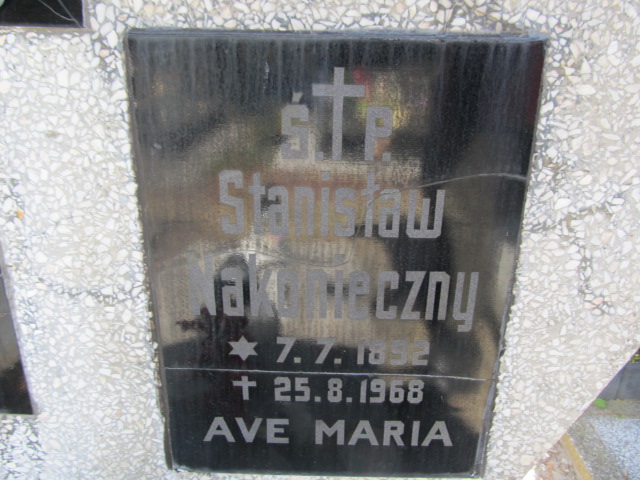 Ś. P.
Stanisław
Nakonieczny
7. 7. 1892
25. 8. 1968
AVE MARIA